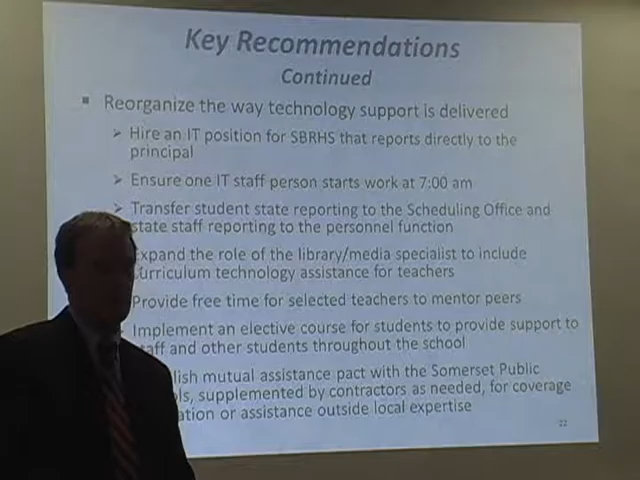 Key Recommendations
Continued
▪ Reorganize the way technology support is delivered
➢ Hire an IT position for SBRHS that reports directly to the
principal
➢ Ensure one IT staff person starts work at 7:00 am
➢ Transfer student state reporting to the Scheduling Office and
state staff reporting to the personnel function
xpand the role of the library/media specialist to include
curriculum technology assistance for teachers
Provide free time for selected teachers to mentor peers
Implement an elective course for students to provide support to
taff and other students throughout the school
lish mutual assistance pact with the Somerset Public
ls, supplemented by contractors as needed, for coverage
ation or assistance outside local expertise
22